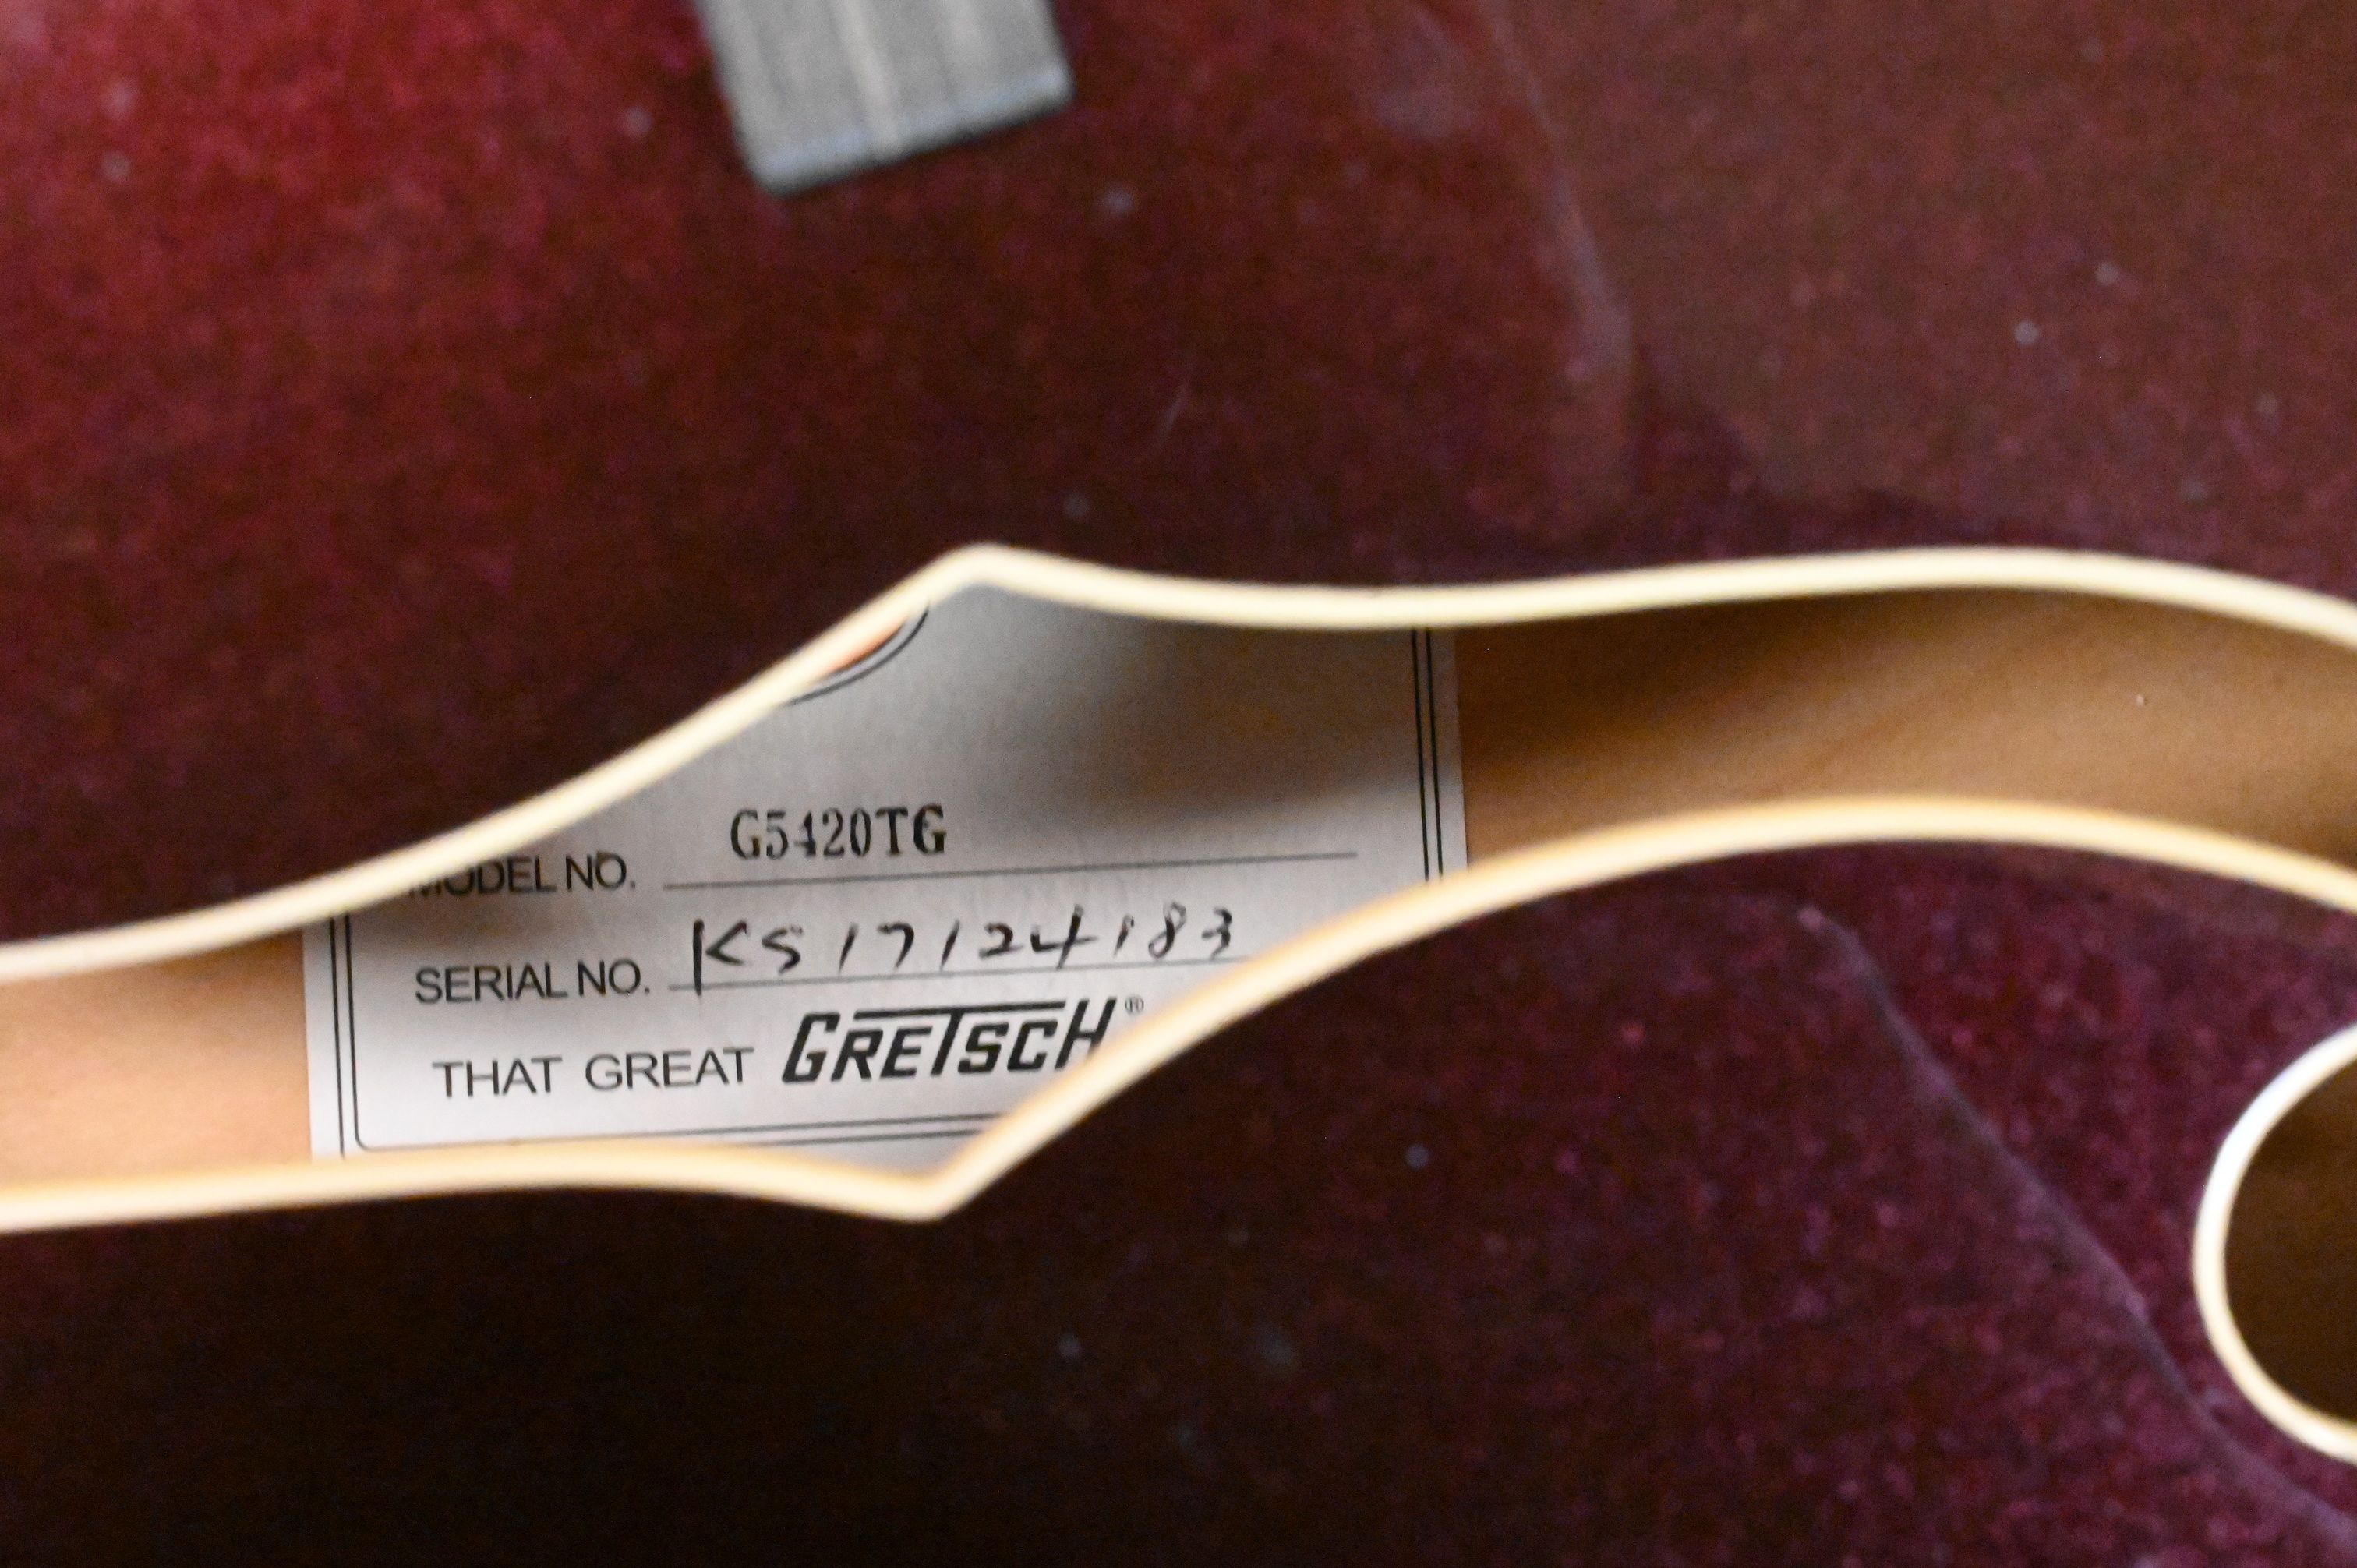 MODEL NO. G5420TG
SERIAL NO. KS17124183
THAT GREAT GRETSCH®